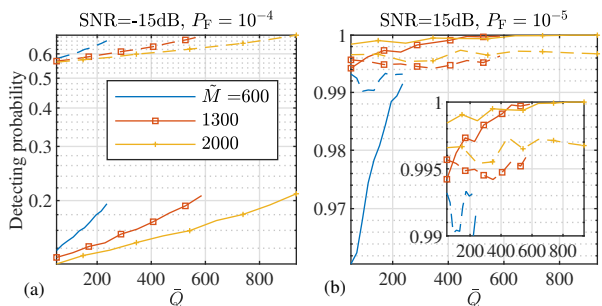 SNR=-15dB, P_F = 10^-4
Detecting probability
0.6
0.5
0.4
0.3
0.2
M̃ =600
1300
2000
200 400 600 800
(a) Q̄
SNR=15dB, P_F = 10^-5
1
0.99
0.98
0.97
1
0.995
0.99
200 400 600 800
200 400 600 800
(b) Q̄